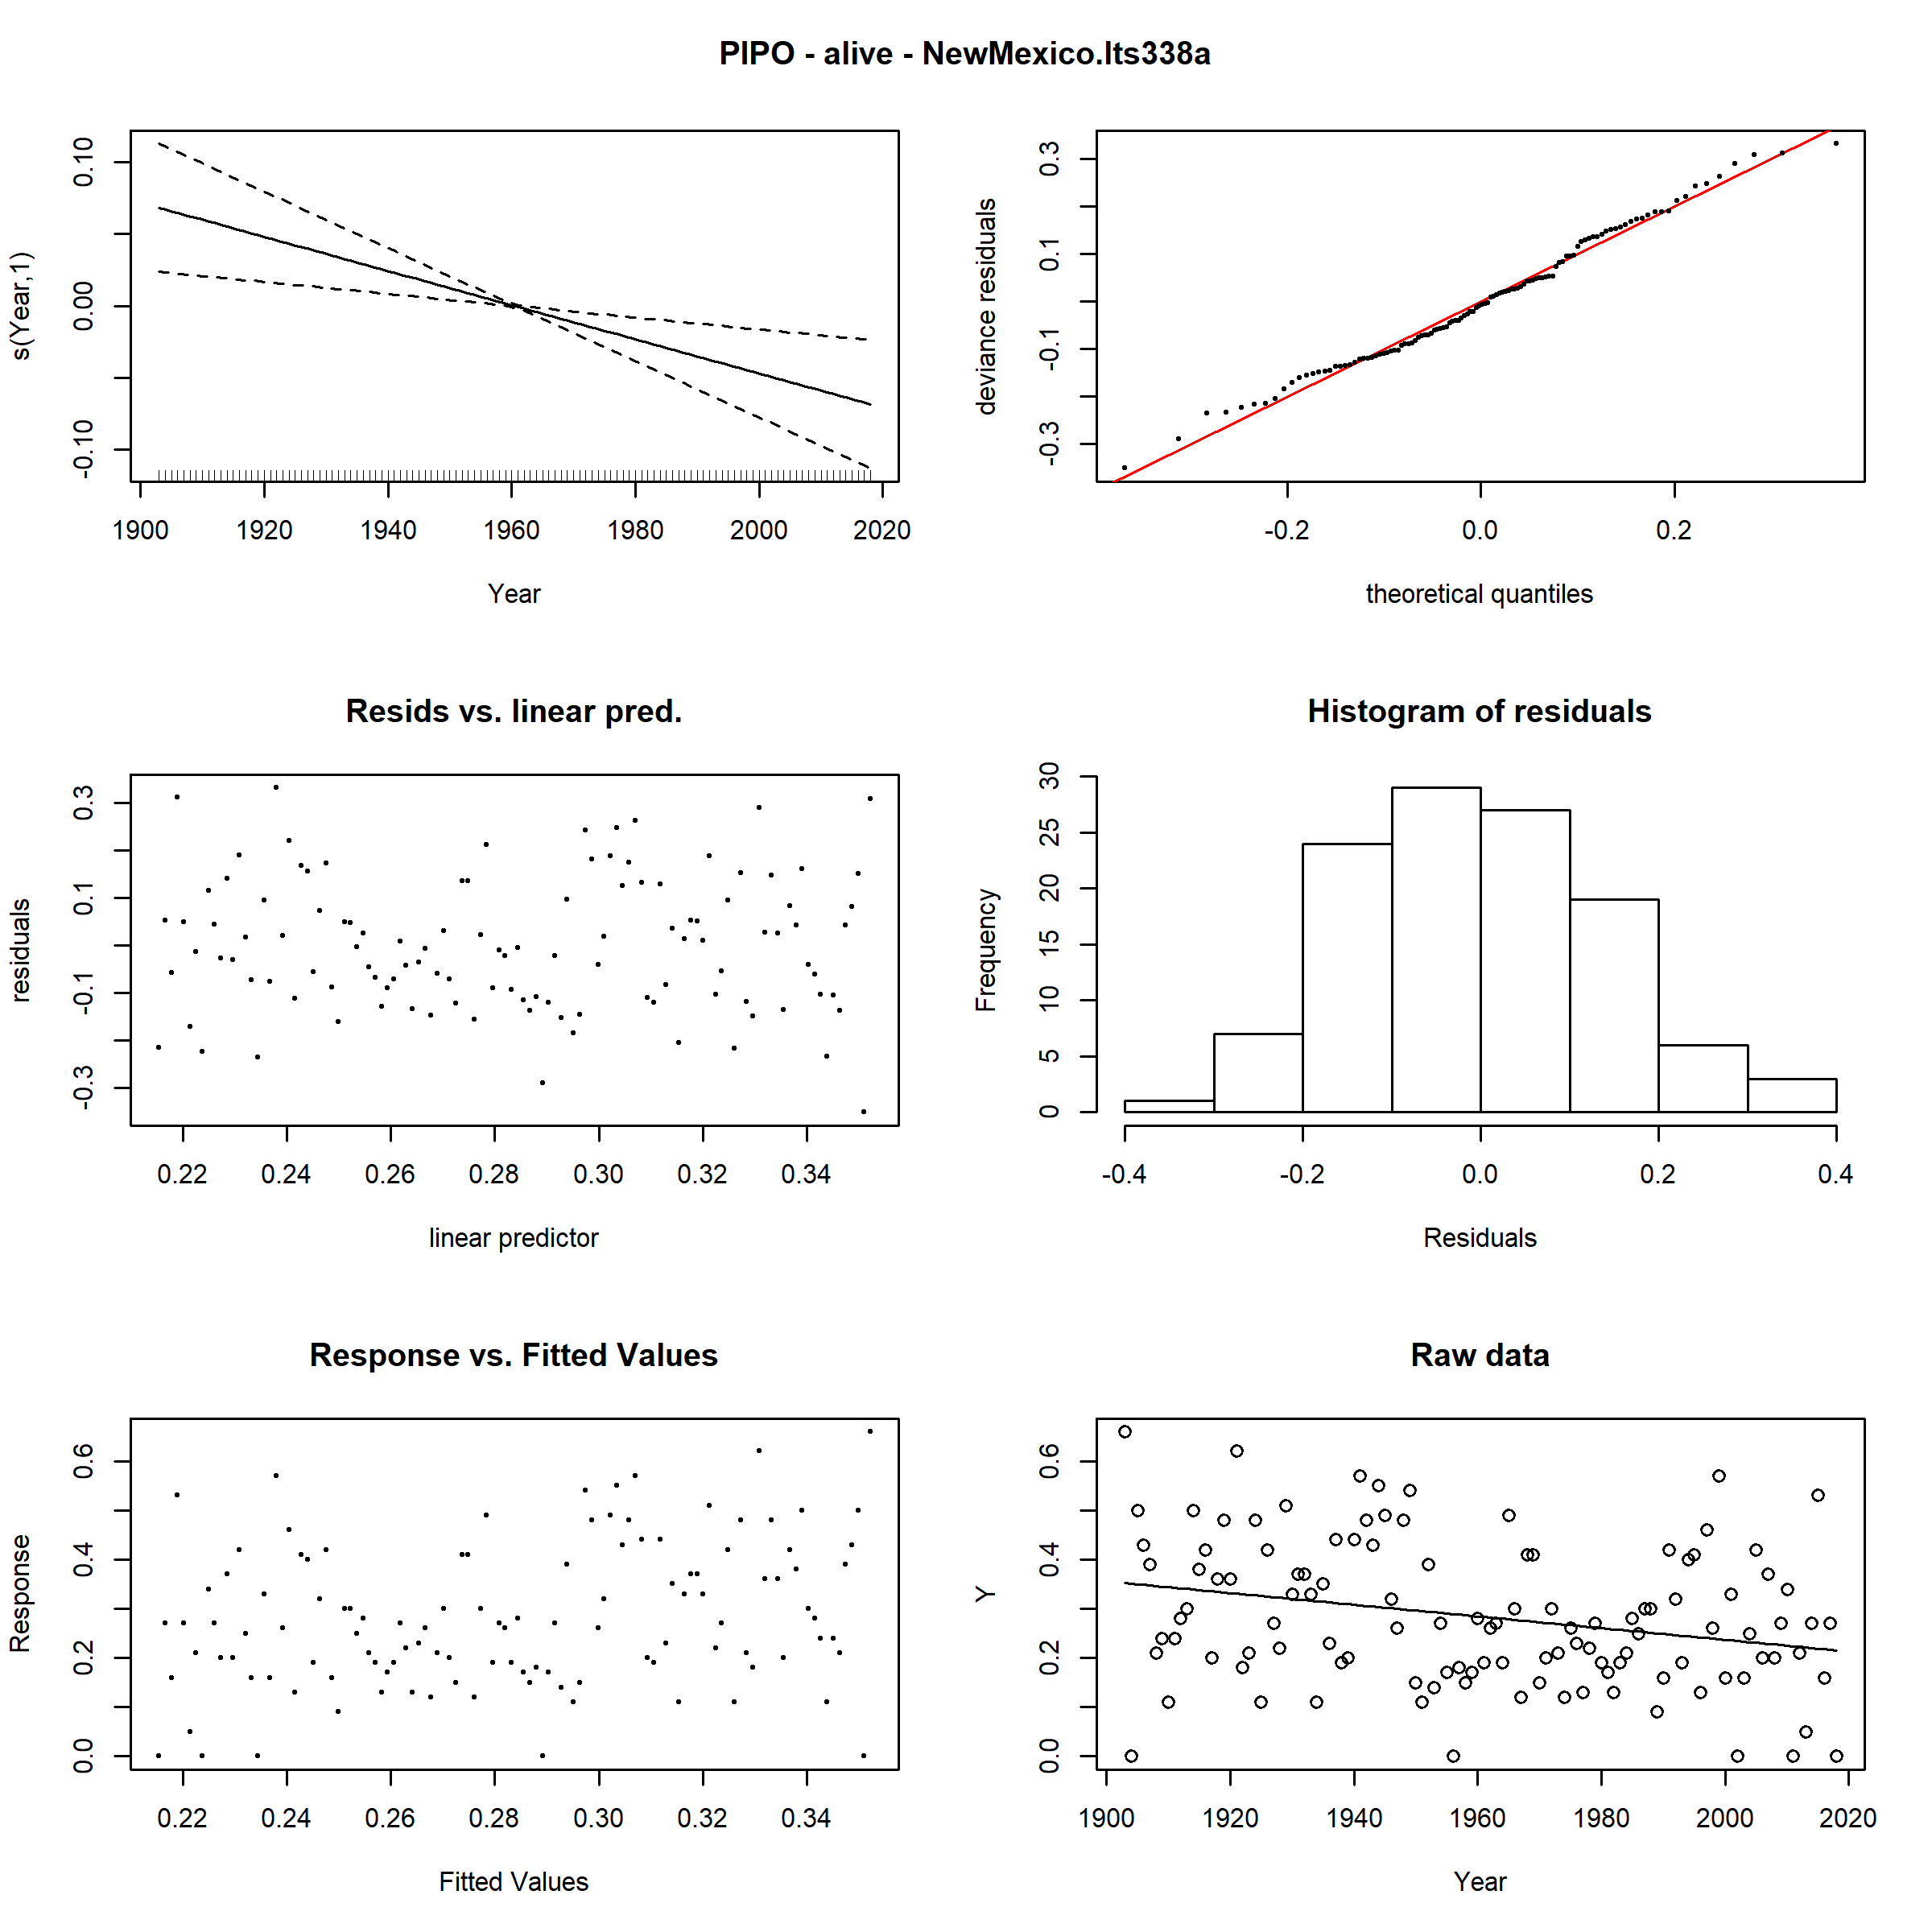 PIPO - alive - NewMexico.lts338a
s(Year,1)
-0.10 0.00 0.10
1900 1920 1940 1960 1980 2000 2020
Year
deviance residuals
-0.3 -0.1 0.1 0.3
-0.2 0.0 0.2
theoretical quantiles
Resids vs. linear pred.
residuals
-0.3 -0.1 0.1 0.3
0.22 0.24 0.26 0.28 0.30 0.32 0.34
linear predictor
Histogram of residuals
Frequency
0 5 10 15 20 25 30
-0.4 -0.2 0.0 0.2 0.4
Residuals
Response vs. Fitted Values
Response
0.0 0.2 0.4 0.6
0.22 0.24 0.26 0.28 0.30 0.32 0.34
Fitted Values
Raw data
Y
0.0 0.2 0.4 0.6
1900 1920 1940 1960 1980 2000 2020
Year